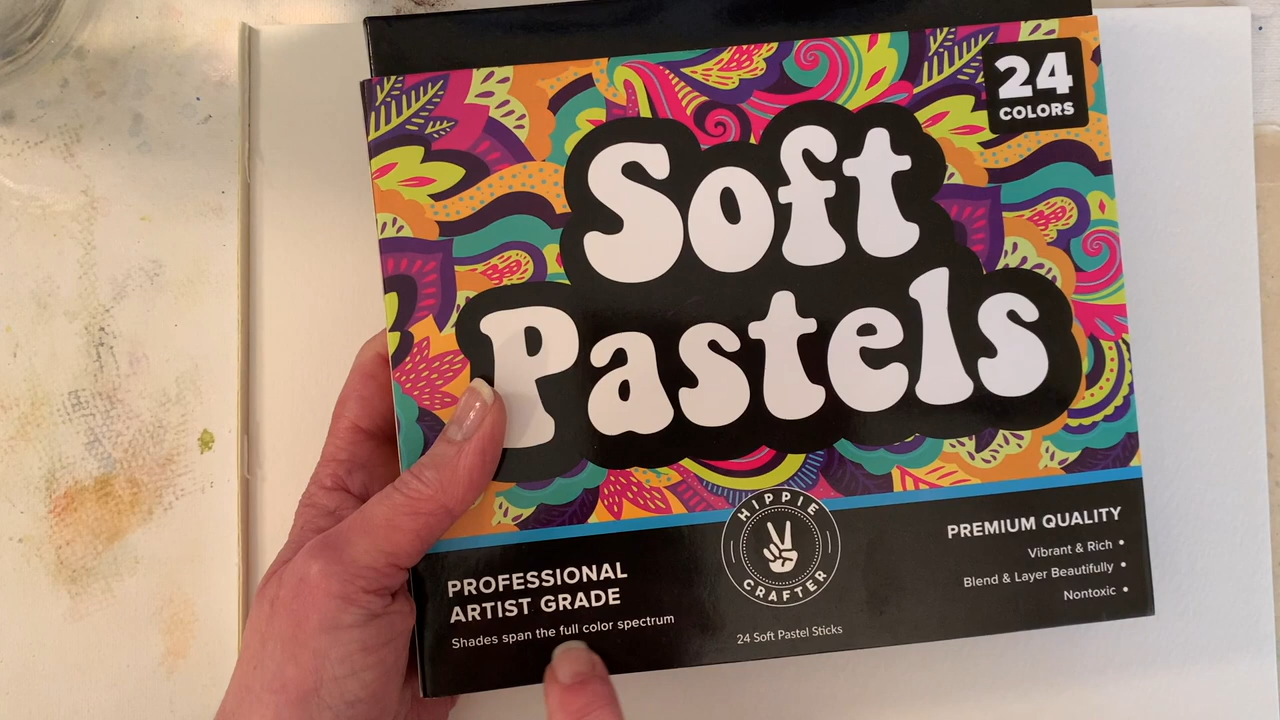 24
COLORS
Soft
Pastels
HIPPIE
CRAFTER
PROFESSIONAL
ARTIST GRADE
Shades span the full color spectrum
24 Soft Pastel Sticks
PREMIUM QUALITY
Vibrant & Rich •
Blend & Layer Beautifully •
Nontoxic •